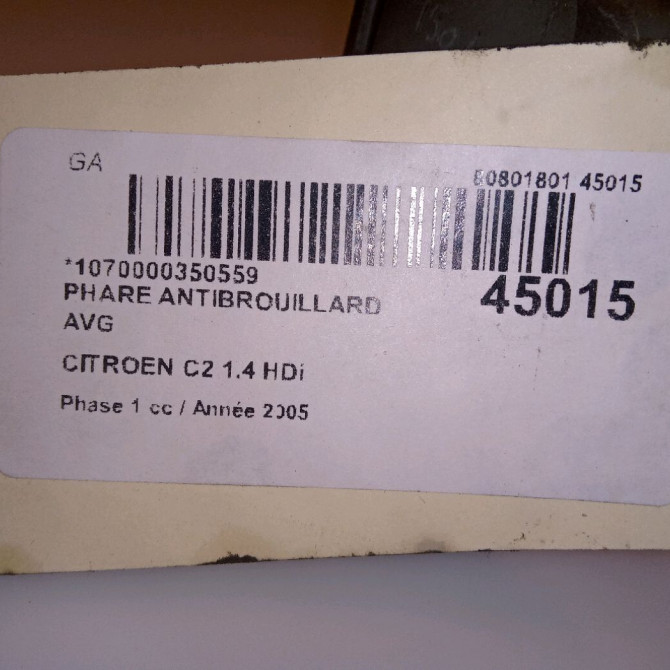 GA
80801801 45015
*1070000350559
45015
PHARE ANTIBROUILLARD
AVG
CITROEN C2 1.4 HDi
Phase 1 cc / Année 2005